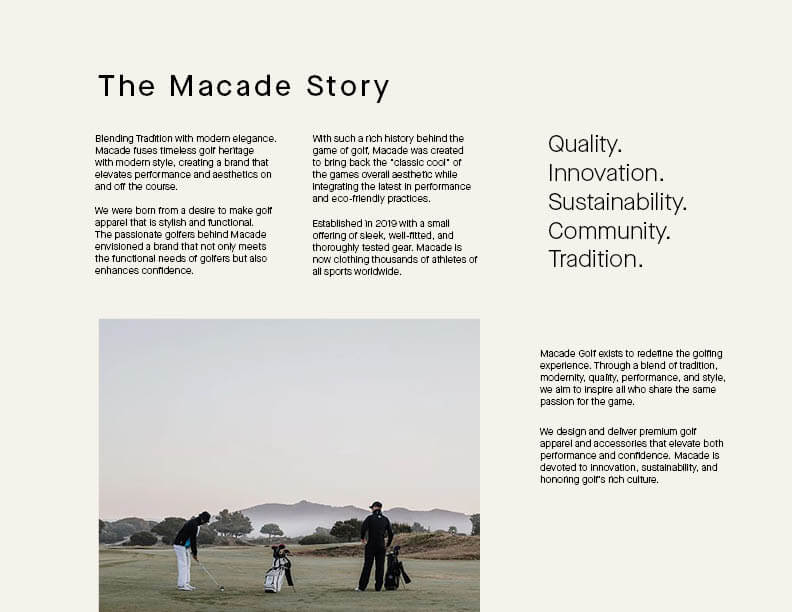 The Macade Story
Blending Tradition with modern elegance.
Macade fuses timeless golf heritage
with modern style, creating a brand that
elevates performance and aesthetics on
and off the course.
We were born from a desire to make golf
apparel that is stylish and functional.
The passionate golfers behind Macade
envisioned a brand that not only meets
the functional needs of golfers but also
enhances confidence.
With such a rich history behind the
game of golf, Macade was created
to bring back the "classic cool" of
the games overall aesthetic while
integrating the latest in performance
and eco-friendly practices.
Established in 2019 with a small
offering of sleek, well-fitted, and
thoroughly tested gear. Macade is
now clothing thousands of athletes of
all sports worldwide.
Quality.
Innovation.
Sustainability.
Community.
Tradition.
Macade Golf exists to redefine the golfing
experience. Through a blend of tradition,
modernity, quality, performance, and style,
we aim to inspire all who share the same
passion for the game.
We design and deliver premium golf
apparel and accessories that elevate both
performance and confidence. Macade is
devoted to innovation, sustainability, and
honoring golf's rich culture.